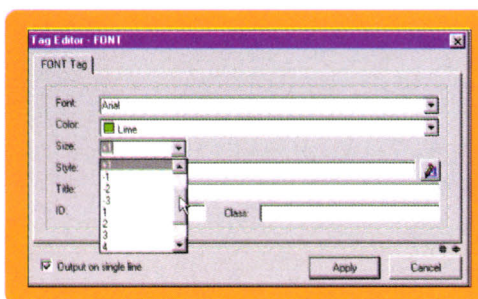 Tag Editor - FONT
FONT Tag
Font:
Arial
Color:
Lime
Size:
Style:
-1
-2
-3
1
2
3
4
Title:
ID:
Class:
Output on single line
Apply
Cancel